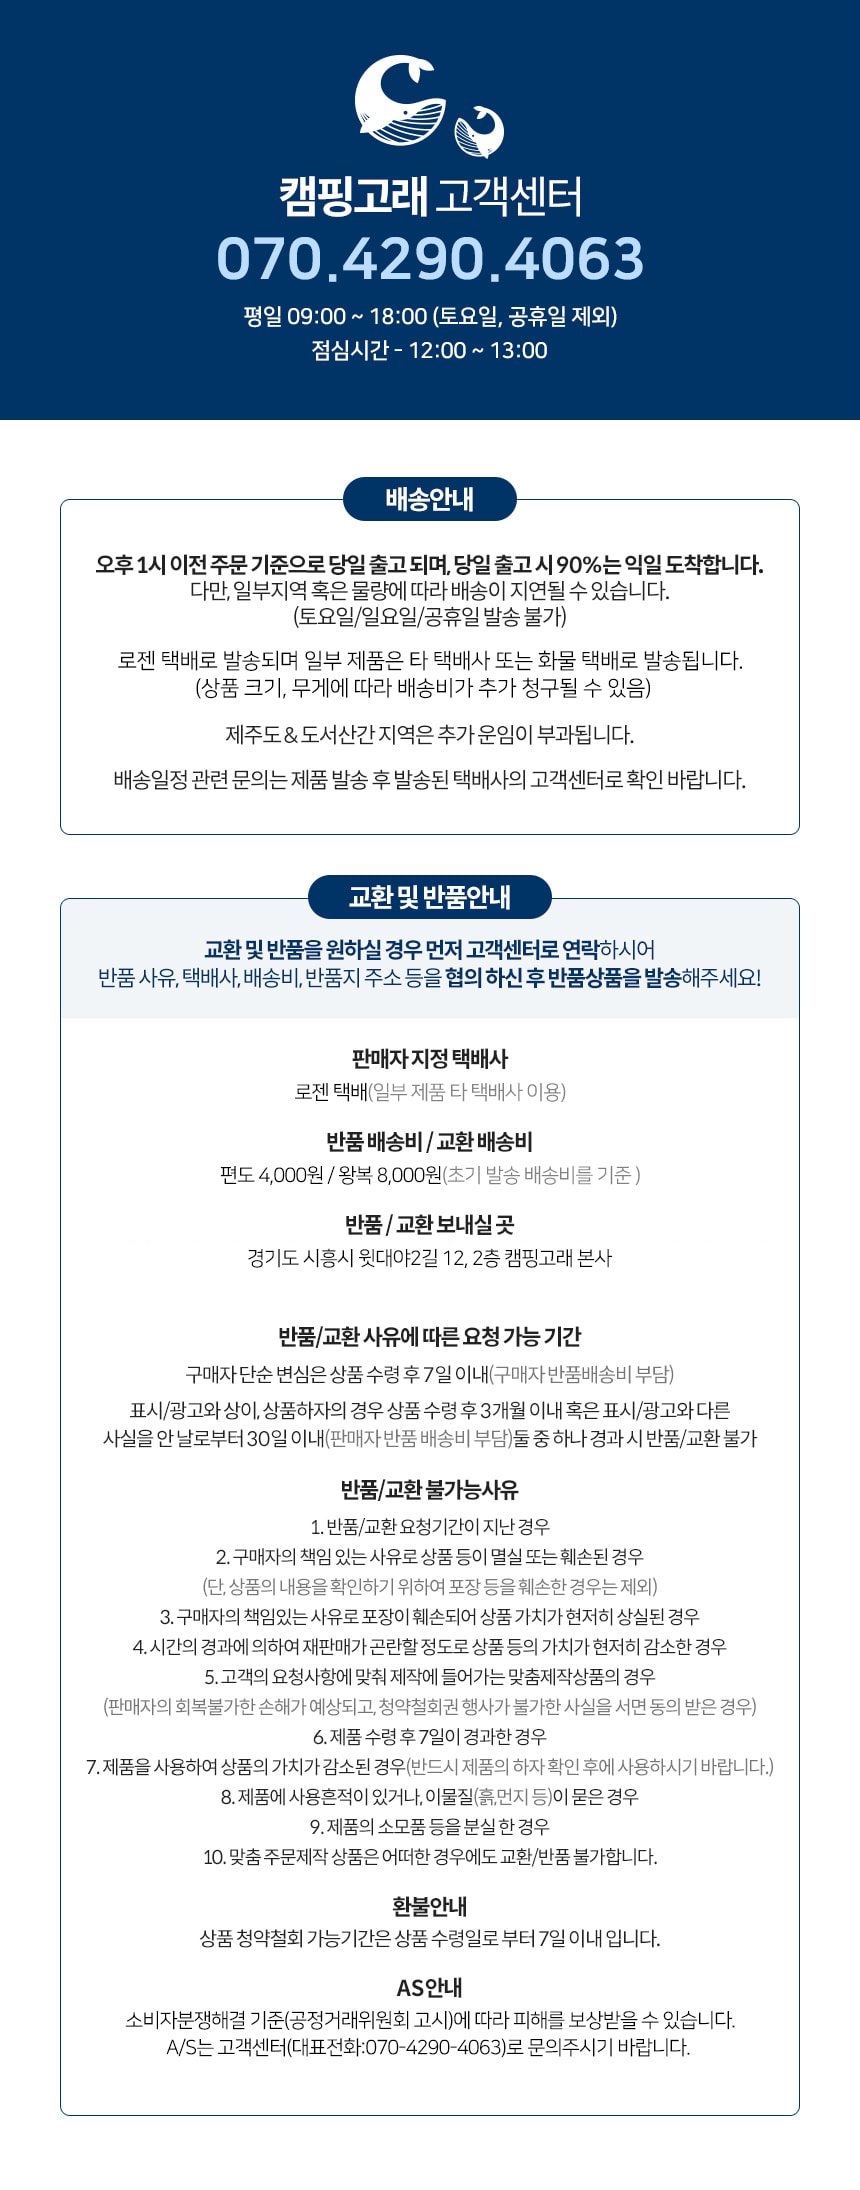 캠핑고래 고객센터
070.4290.4063
평일 09:00 ~ 18:00 (토요일, 공휴일 제외)
점심시간 - 12:00 ~ 13:00
배송안내
오후 1시 이전 주문 기준으로 당일 출고 되며, 당일 출고 시 90%는 익일 도착합니다.
다만, 일부지역 혹은 물량에 따라 배송이 지연될 수 있습니다.
(토요일/일요일/공휴일 발송 불가)
로젠 택배로 발송되며 일부 제품은 타 택배사 또는 화물 택배로 발송됩니다.
(상품 크기, 무게에 따라 배송비가 추가 청구될 수 있음)
제주도 & 도서산간 지역은 추가 운임이 부과됩니다.
배송일정 관련 문의는 제품 발송 후 발송된 택배사의 고객센터로 확인 바랍니다.
교환 및 반품안내
교환 및 반품을 원하실 경우 먼저 고객센터로 연락하시어
반품 사유, 택배사, 배송비, 반품지 주소 등을 협의 하신 후 반품상품을 발송해주세요!
판매자 지정 택배사
로젠 택배(일부 제품 타 택배사 이용)
반품 배송비 / 교환 배송비
편도 4,000원 / 왕복 8,000원(초기 발송 배송비를 기준 )
반품 / 교환 보내실 곳
경기도 시흥시 윗대야2길 12, 2층 캠핑고래 본사
반품/교환 사유에 따른 요청 가능 기간
구매자 단순 변심은 상품 수령 후 7일 이내(구매자 반품배송비 부담)
표시/광고와 상이, 상품하자의 경우 상품 수령 후 3개월 이내 혹은 표시/광고와 다른
사실을 안 날로부터 30일 이내(판매자 반품 배송비 부담)둘 중 하나 경과 시 반품/교환 불가
반품/교환 불가능사유
1. 반품/교환 요청기간이 지난 경우
2. 구매자의 책임 있는 사유로 상품 등이 멸실 또는 훼손된 경우
(단, 상품의 내용을 확인하기 위하여 포장 등을 훼손한 경우는 제외)
3. 구매자의 책임있는 사유로 포장이 훼손되어 상품 가치가 현저히 상실된 경우
4. 시간의 경과에 의하여 재판매가 곤란할 정도로 상품 등의 가치가 현저히 감소한 경우
5. 고객의 요청사항에 맞춰 제작에 들어가는 맞춤제작상품의 경우
(판매자의 회복불가한 손해가 예상되고, 청약철회권 행사가 불가한 사실을 서면 동의 받은 경우)
6. 제품 수령 후 7일이 경과한 경우
7. 제품을 사용하여 상품의 가치가 감소된 경우(반드시 제품의 하자 확인 후에 사용하시기 바랍니다.)
8. 제품에 사용흔적이 있거나, 이물질(흙,먼지 등)이 묻은 경우
9. 제품의 소모품 등을 분실 한 경우
10. 맞춤 주문제작 상품은 어떠한 경우에도 교환/반품 불가합니다.
환불안내
상품 청약철회 가능기간은 상품 수령일로 부터 7일 이내 입니다.
AS안내
소비자분쟁해결 기준(공정거래위원회 고시)에 따라 피해를 보상받을 수 있습니다.
A/S는 고객센터(대표전화:070-4290-4063)로 문의주시기 바랍니다.